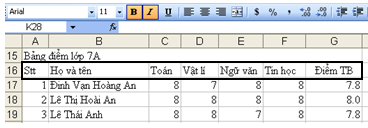 Arial 11 B I U $ % ,
K28 fx
A B C D E F G
15 Bảng điểm lớp 7A
16 Stt Họ và tên Toán Vật lí Ngữ văn Tin học Điểm TB
17 1 Đinh Vạn Hoàng An 8 7 8 8 7.8
18 2 Lê Thị Hoài An 8 8 8 8 8.0
19 3 Lê Thái Anh 8 8 7 8 7.8